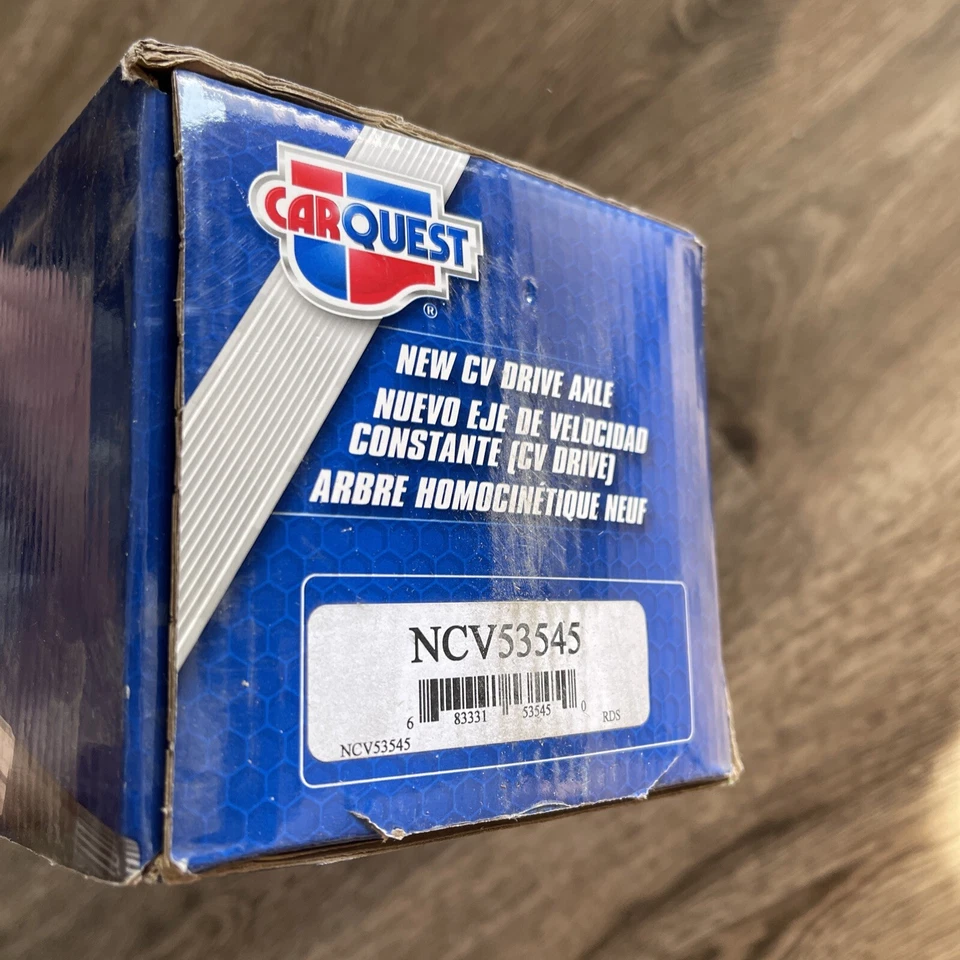 CARQUEST
®
NEW CV DRIVE AXLE
NUEVO EJE DE VELOCIDAD
CONSTANTE (CV DRIVE)
ARBRE HOMOCINÉTIQUE NEUF
NCV53545
6 83331 53545 0 RDS
NCV53545